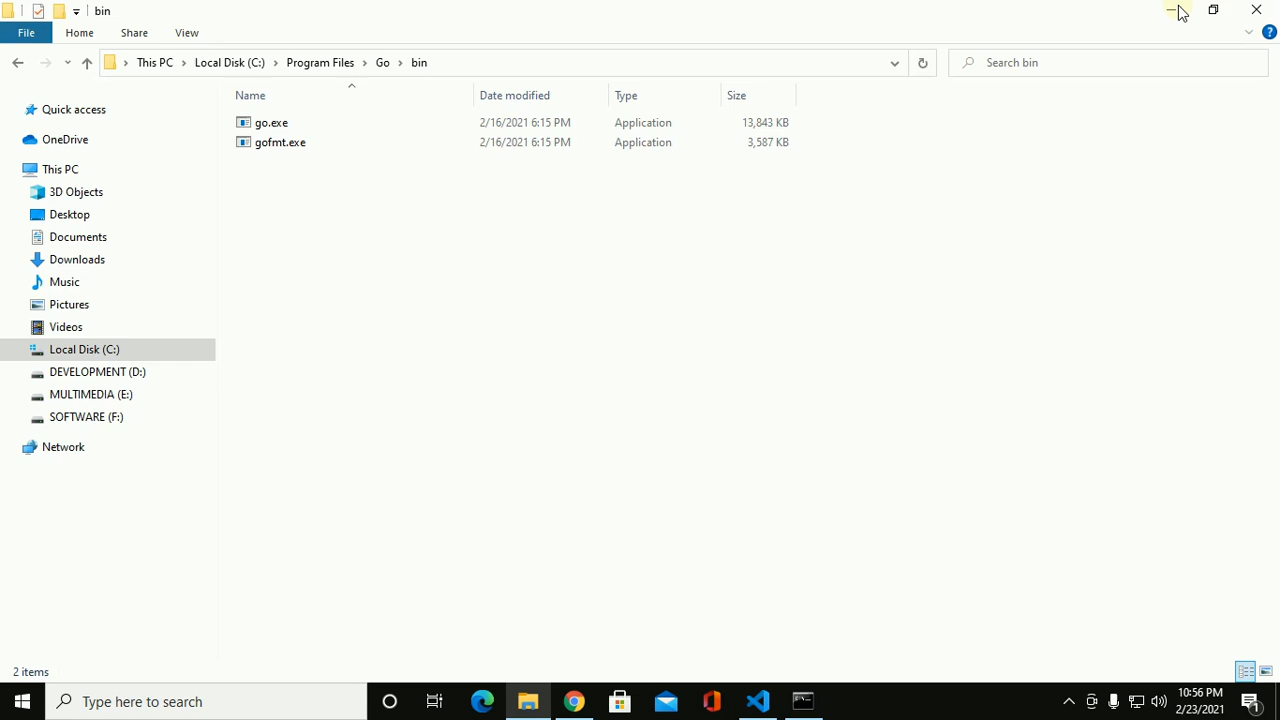 bin
File Home Share View
This PC Local Disk (C:) Program Files Go bin Search bin
Name Date modified Type Size
go.exe 2/16/2021 6:15 PM Application 13,843 KB
gofmt.exe 2/16/2021 6:15 PM Application 3,587 KB
Quick access
OneDrive
This PC
3D Objects
Desktop
Documents
Downloads
Music
Pictures
Videos
Local Disk (C:)
DEVELOPMENT (D:)
MULTIMEDIA (E:)
SOFTWARE (F:)
Network
2 items
Type here to search
10:56 PM
2/23/2021
1